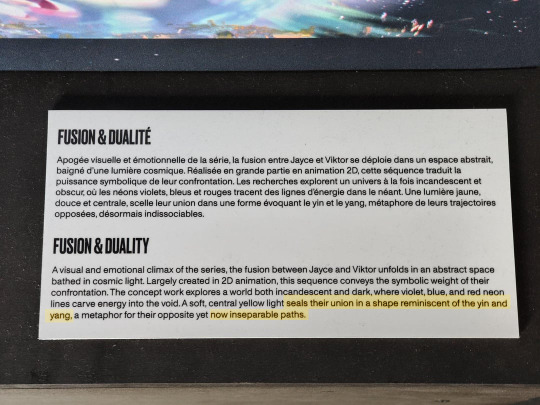 FUSION & DUALITÉ
Apogée visuelle et émotionnelle de la série, la fusion entre Jayce et Viktor se déploie dans un espace abstrait,
baigné d'une lumière cosmique. Réalisée en grande partie en animation 2D, cette séquence traduit la
puissance symbolique de leur confrontation. Les recherches explorent un univers à la fois incandescent et
obscur, où les néons violets, bleus et rouges tracent des lignes d'énergie dans le néant. Une lumière jaune,
douce et centrale, scelle leur union dans une forme évoquant le yin et le yang, métaphore de leurs trajectoires
opposées, désormais indissociables.
FUSION & DUALITY
A visual and emotional climax of the series, the fusion between Jayce and Viktor unfolds in an abstract space
bathed in cosmic light. Largely created in 2D animation, this sequence conveys the symbolic weight of their
confrontation. The concept work explores a world both incandescent and dark, where violet, blue, and red neon
lines carve energy into the void. A soft, central yellow light seals their union in a shape reminiscent of the yin and
yang, a metaphor for their opposite yet now inseparable paths.